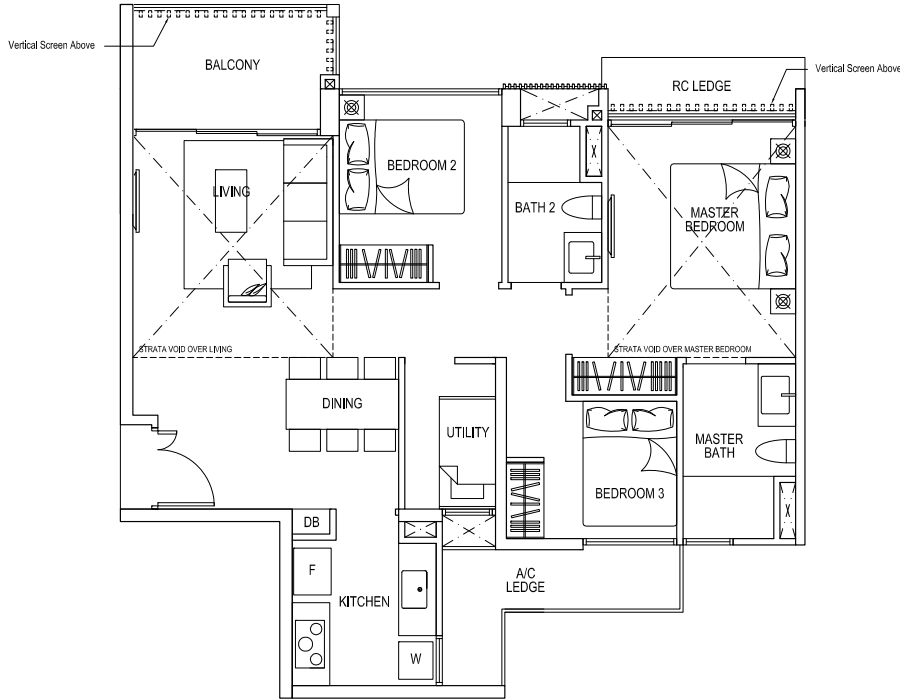 Vertical Screen Above
BALCONY
RC LEDGE
Vertical Screen Above
BEDROOM 2
LIVING
BATH 2
MASTER
BEDROOM
STRATA VOID OVER LIVING
STRATA VOID OVER MASTER BEDROOM
DINING
UTILITY
MASTER
BATH
BEDROOM 3
DB
F
KITCHEN
A/C
LEDGE
W